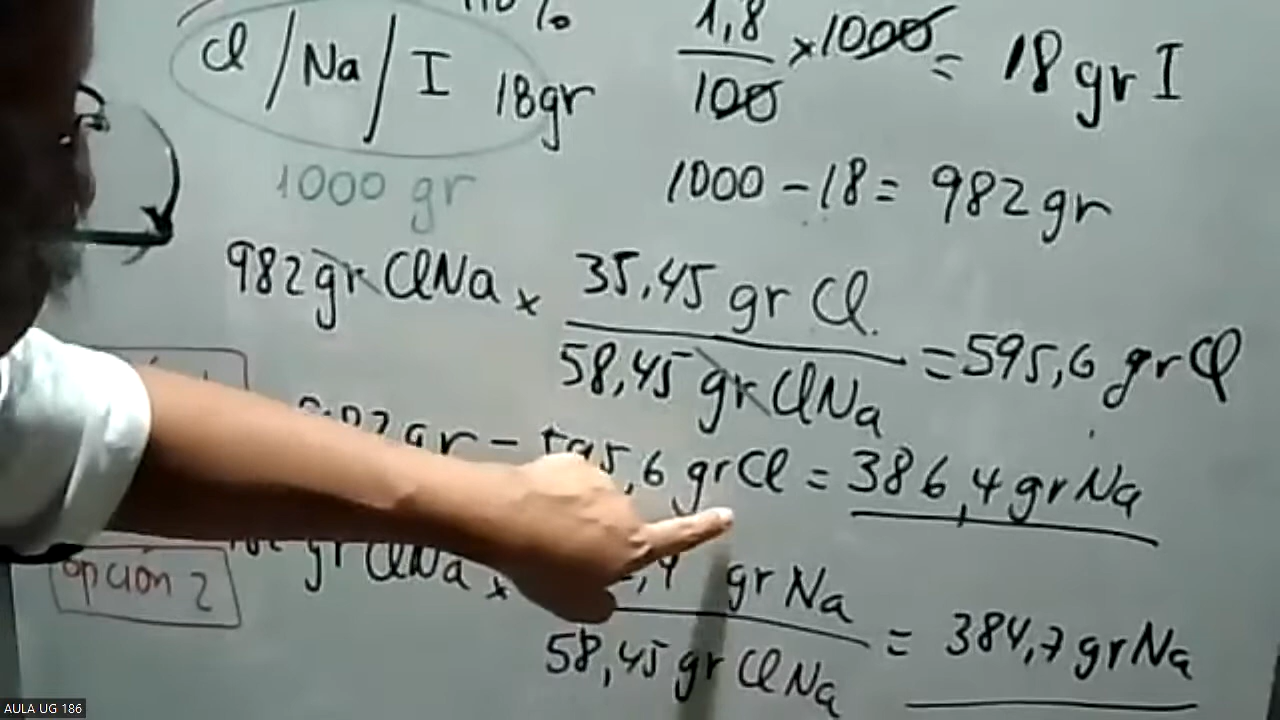 Cl / Na / I 18gr
1000 gr
1,8
100
x 1000 = 18 gr I
1000 - 18 = 982 gr
982 gr ClNa x
35,45 gr Cl
58,45 gr ClNa
= 595,6 gr Cl
gr - 595,6 gr Cl = 386,4 gr Na
opción 2
gr ClNa x
gr Na
58,45 gr ClNa
= 384,7 gr Na
AULA UG 186